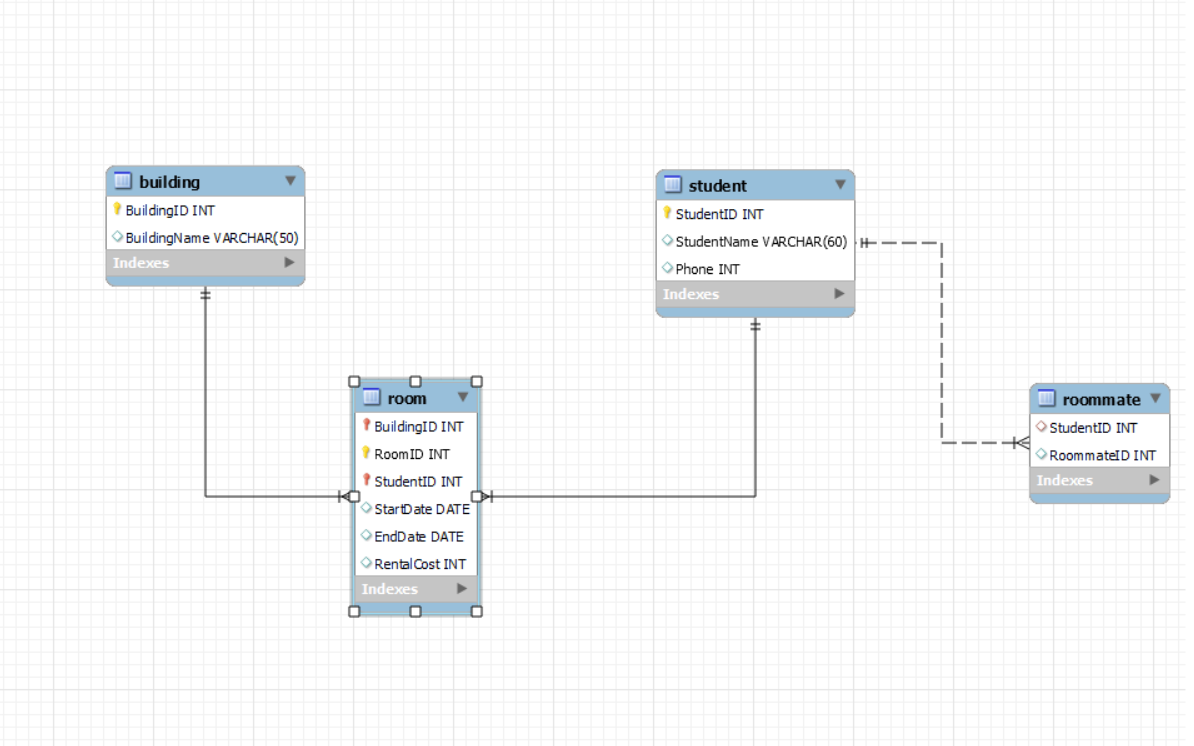 building
BuildingID INT
BuildingName VARCHAR(50)
Indexes
student
StudentID INT
StudentName VARCHAR(60)
Phone INT
Indexes
room
BuildingID INT
RoomID INT
StudentID INT
StartDate DATE
EndDate DATE
RentalCost INT
Indexes
roommate
StudentID INT
RoommateID INT
Indexes